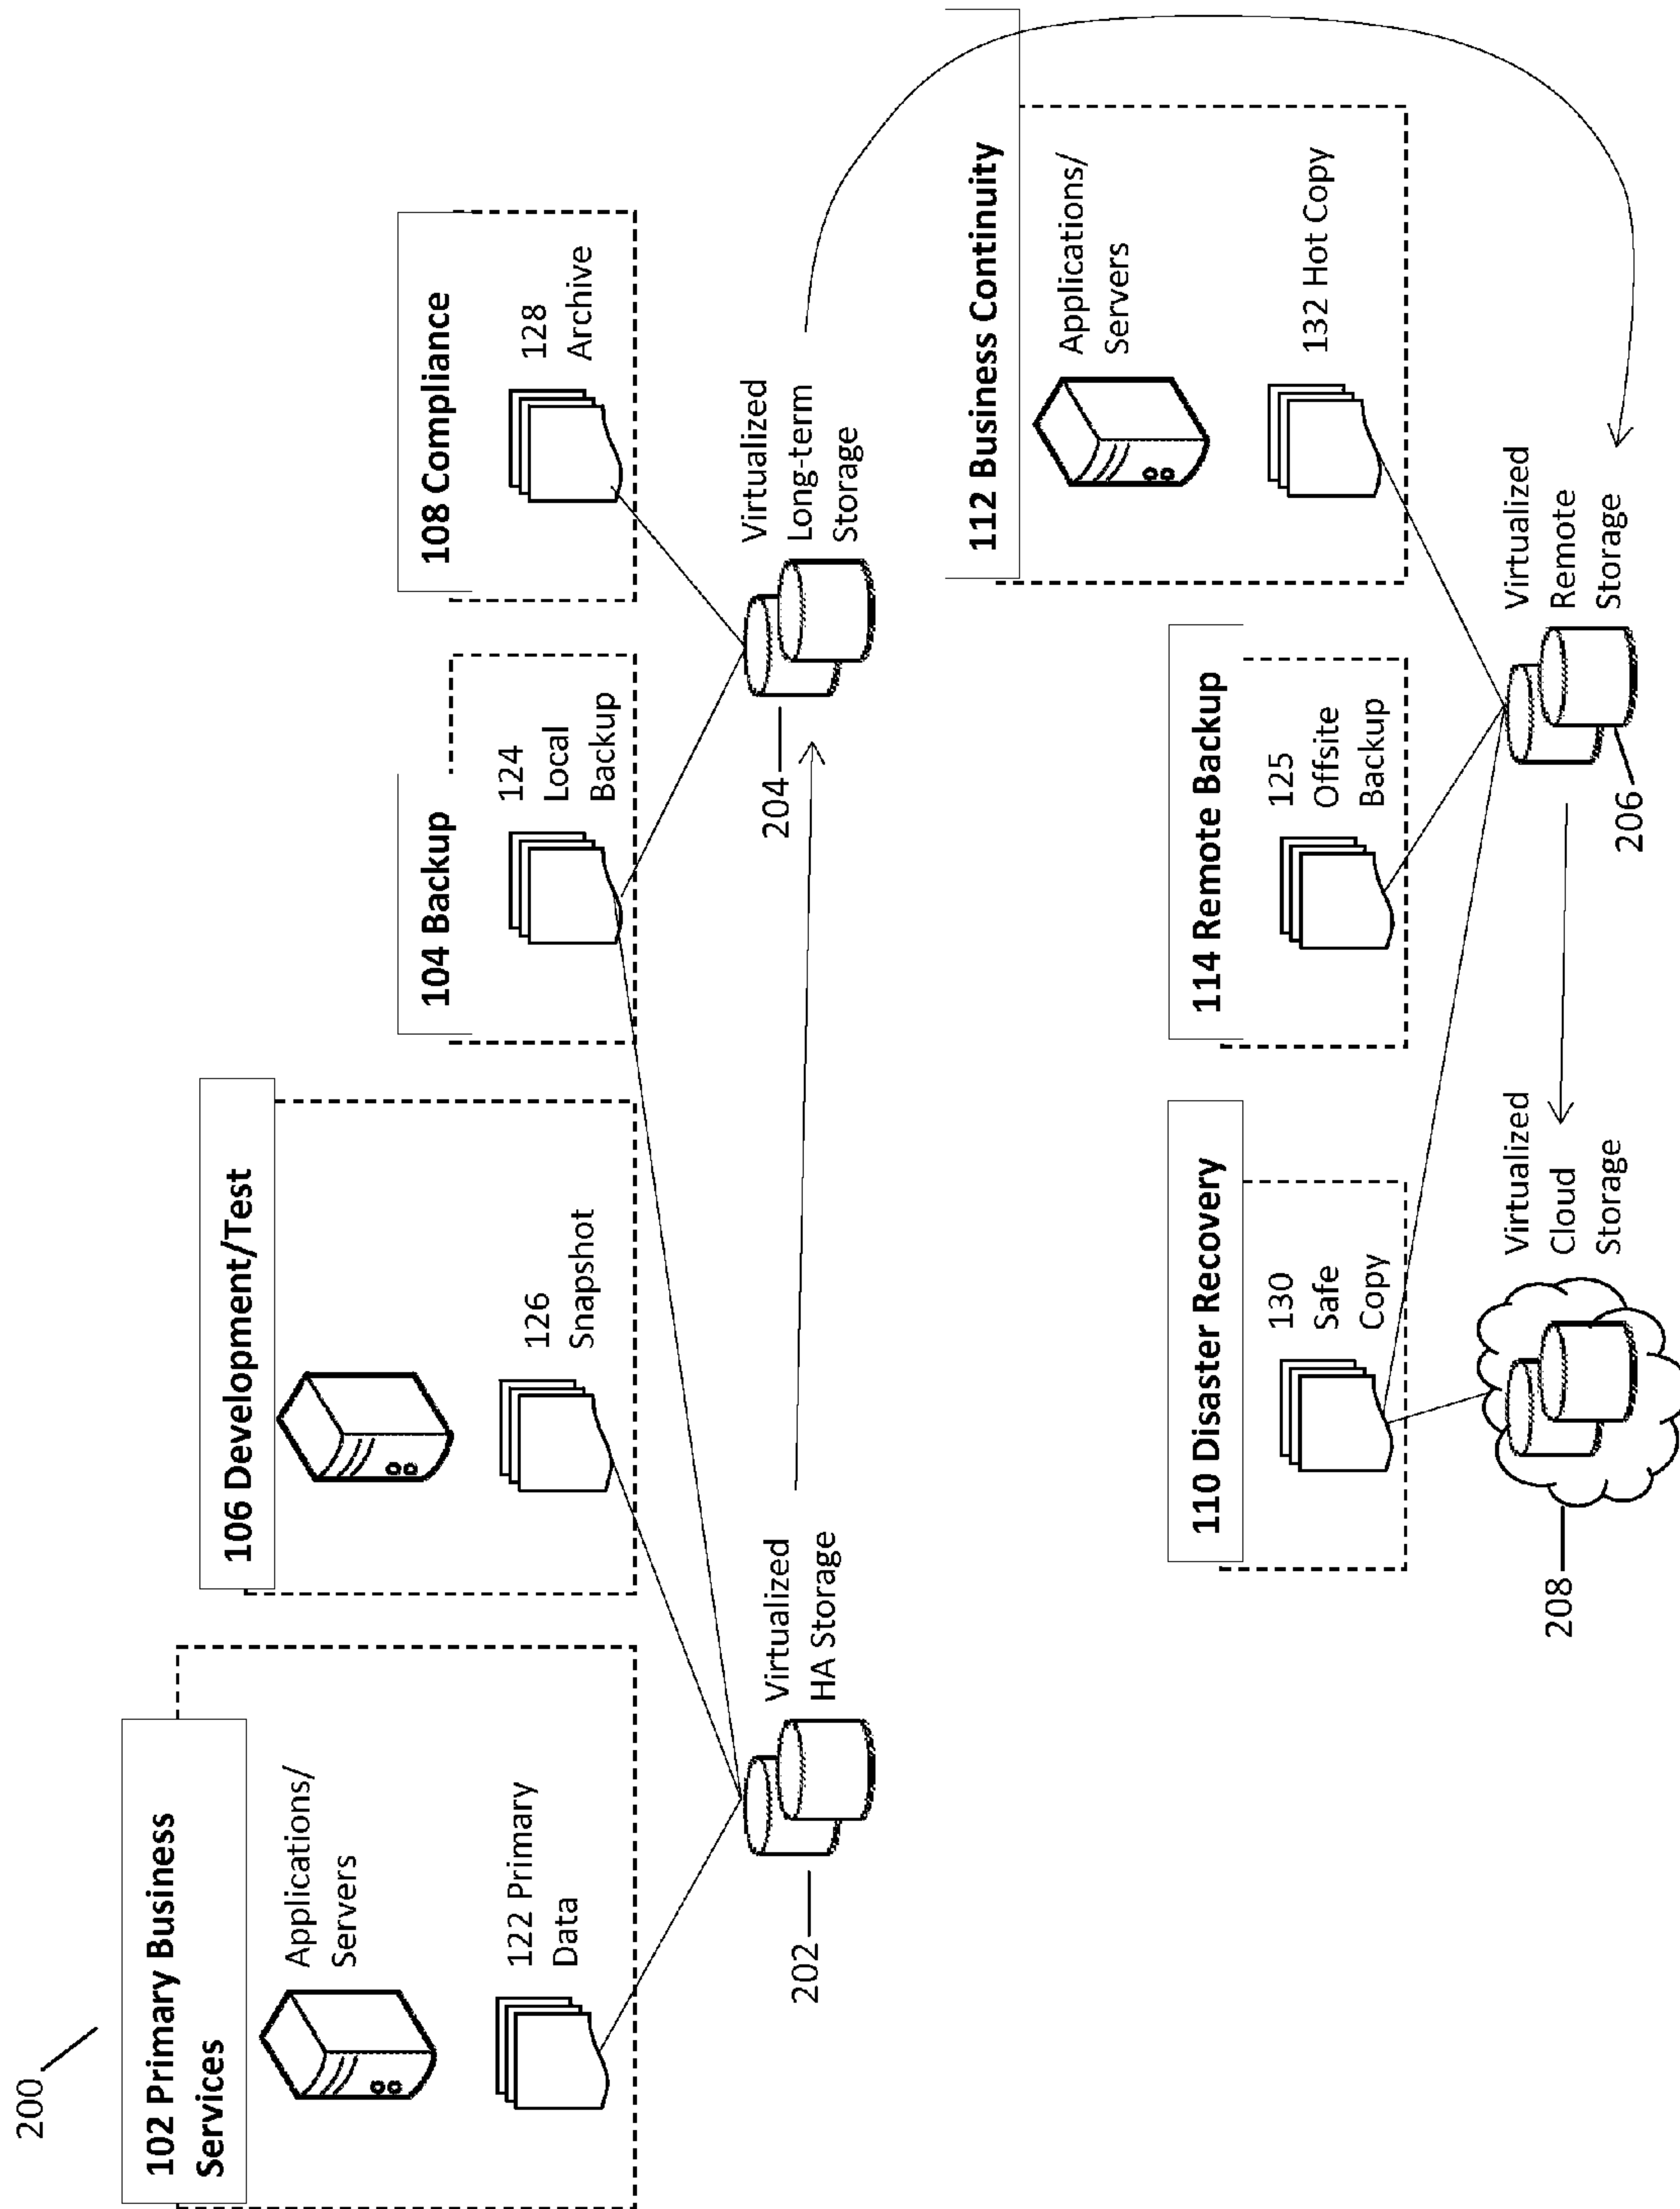 200
102 Primary Business
Services
Applications/
Servers
122 Primary
Data
106 Development/Test
126
Snapshot
104 Backup
124
Local
Backup
108 Compliance
128
Archive
202
Virtualized
HA Storage
204
Virtualized
Long-term
Storage
110 Disaster Recovery
130
Safe
Copy
114 Remote Backup
125
Offsite
Backup
112 Business Continuity
Applications/
Servers
132 Hot Copy
208
Virtualized
Cloud
Storage
206
Virtualized
Remote
Storage